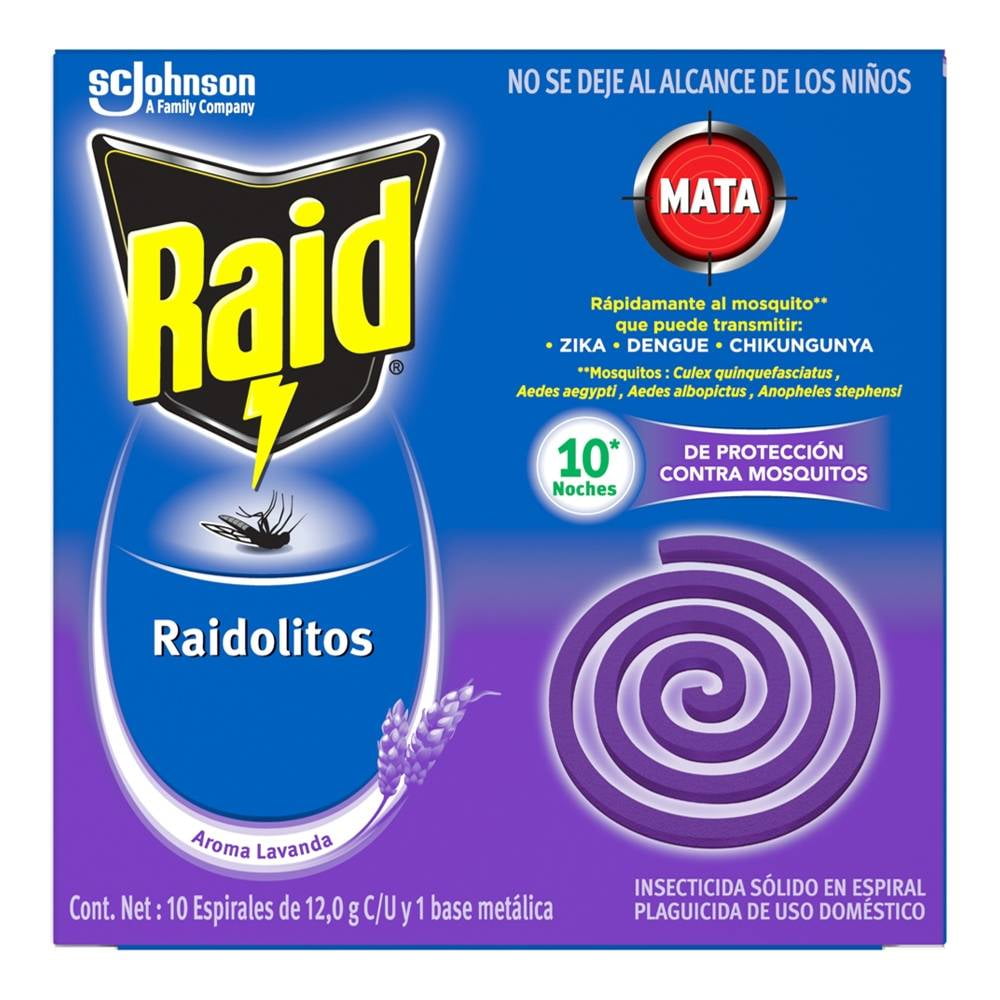 scJohnson
A Family Company
NO SE DEJE AL ALCANCE DE LOS NIÑOS
Raid
®
MATA
Rápidamante al mosquito**
que puede transmitir:
• ZIKA • DENGUE • CHIKUNGUNYA
**Mosquitos : Culex quinquefasciatus ,
Aedes aegypti , Aedes albopictus , Anopheles stephensi
10*
Noches
DE PROTECCIÓN
CONTRA MOSQUITOS
Raidolitos
Aroma Lavanda
Cont. Net : 10 Espirales de 12,0 g C/U y 1 base metálica
INSECTICIDA SÓLIDO EN ESPIRAL
PLAGUICIDA DE USO DOMÉSTICO